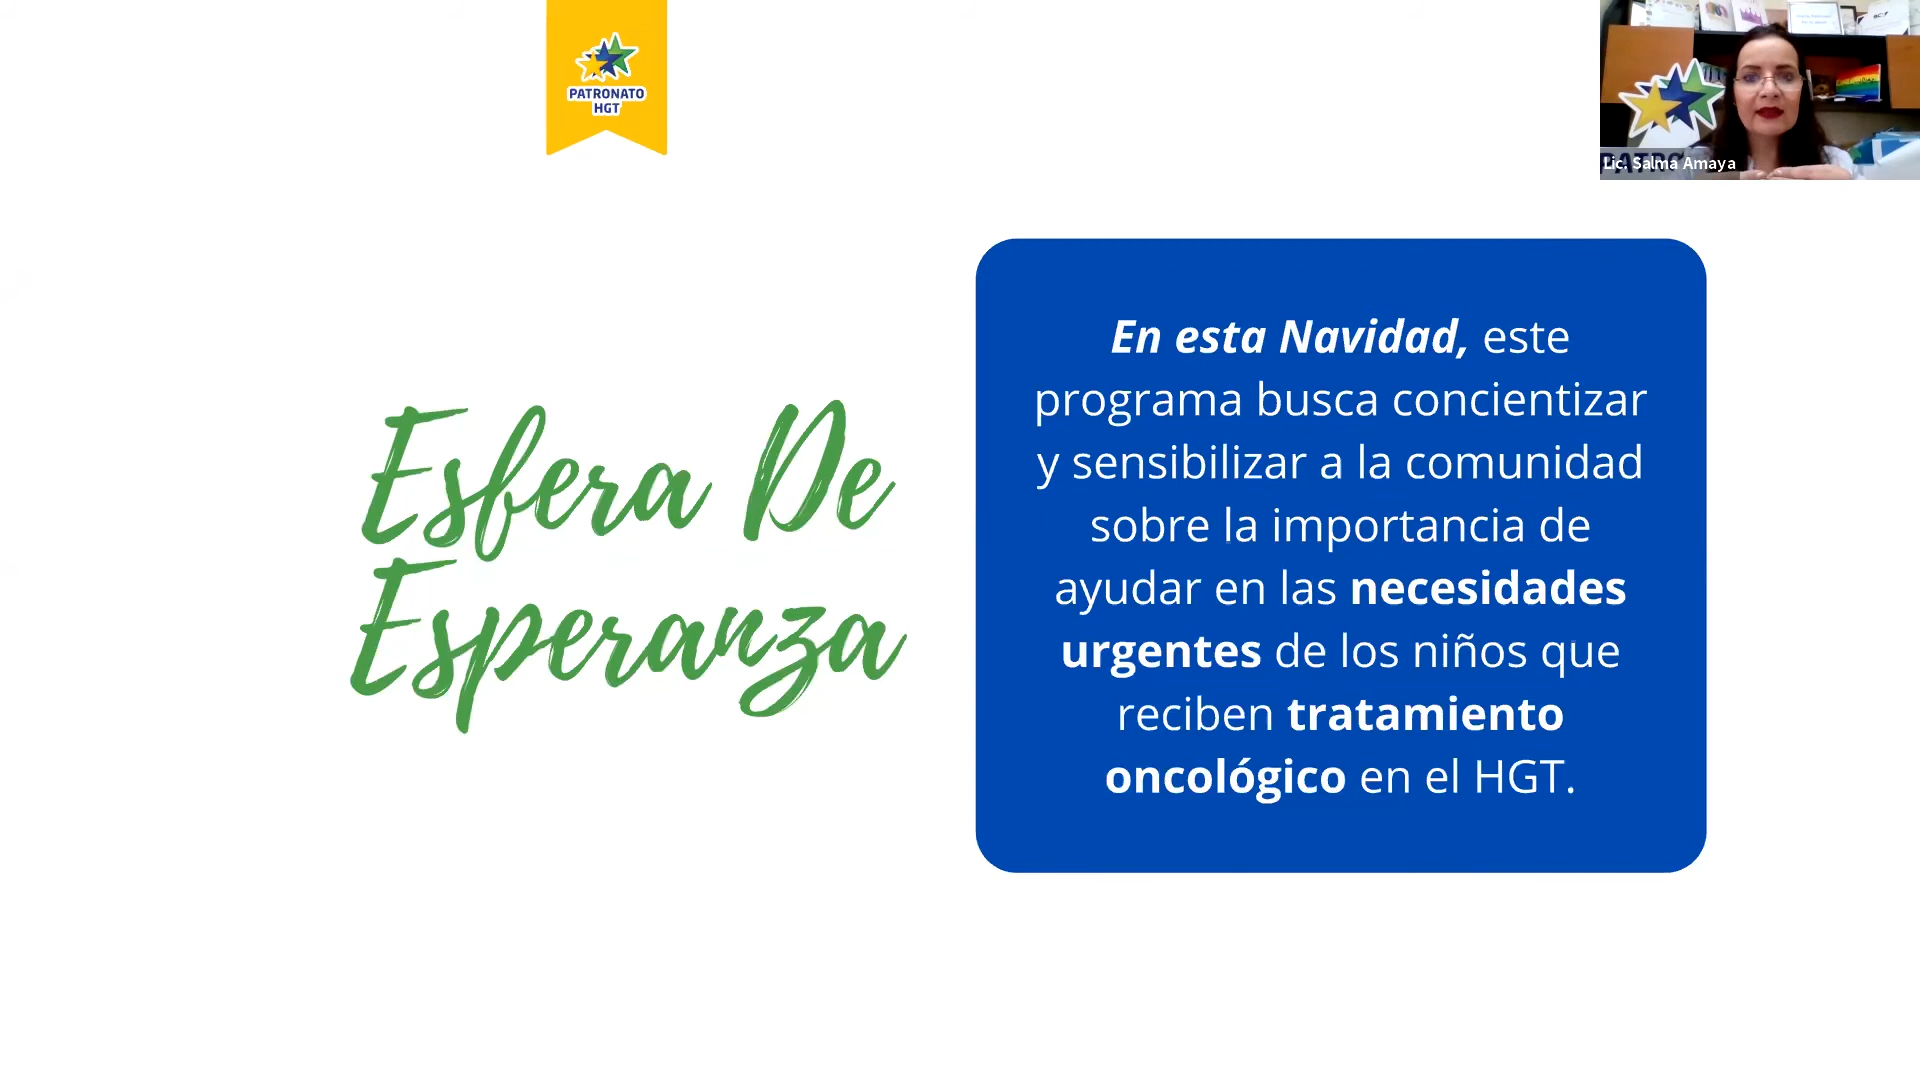 PATRONATO
HGT
Lic. Salma Amaya
Esfera De
Esperanza
En esta Navidad, este
programa busca concientizar
y sensibilizar a la comunidad
sobre la importancia de
ayudar en las necesidades
urgentes de los niños que
reciben tratamiento
oncológico en el HGT.